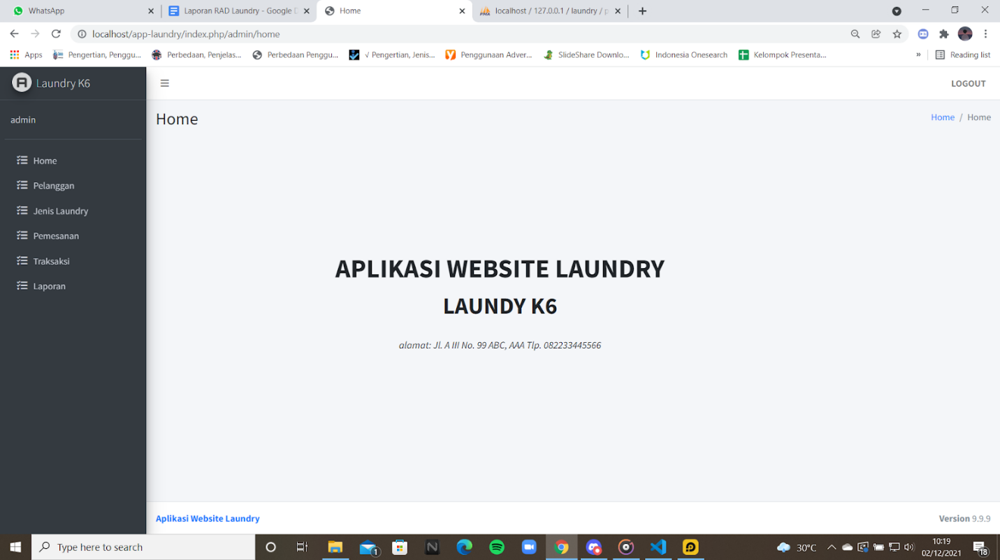 WhatsApp
Laporan RAD Laundry - Google D
Home
localhost / 127.0.0.1 / laundry / p
localhost/app-laundry/index.php/admin/home
Apps
Pengertian, Penggu...
Perbedaan, Penjelas...
Perbedaan Penggu...
√ Pengertian, Jenis...
Penggunaan Adver...
SlideShare Downlo...
Indonesia Onesearch
Kelompok Presenta...
»
Reading list
Laundry K6
LOGOUT
admin
Home
Home / Home
Home
Pelanggan
Jenis Laundry
Pemesanan
Traksaksi
Laporan
APLIKASI WEBSITE LAUNDRY
LAUNDY K6
alamat: Jl. A III No. 99 ABC, AAA Tlp. 082233445566
Aplikasi Website Laundry
Version 9.9.9
Type here to search
1
30°C
10:19
02/12/2021
18